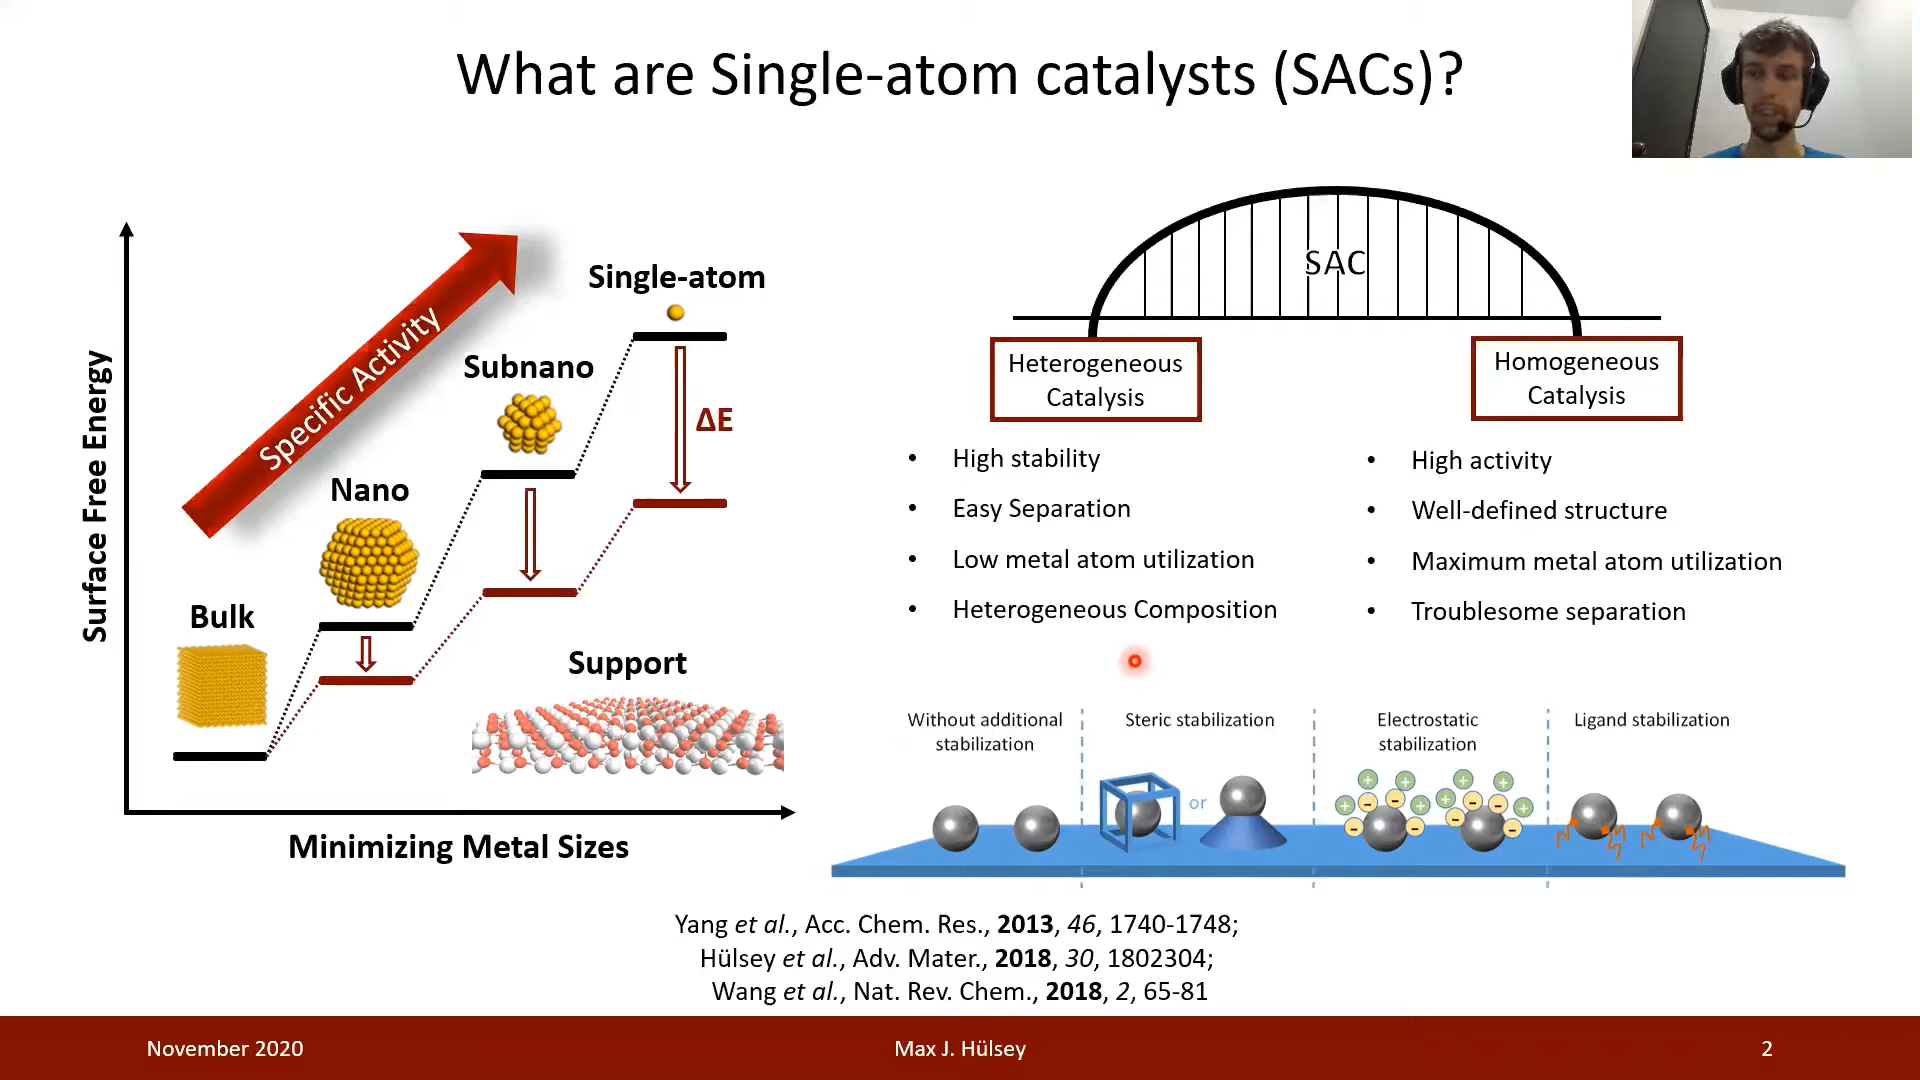 What are Single-atom catalysts (SACs)?
Surface Free Energy
Specific Activity
Single-atom
Subnano
ΔE
Nano
Bulk
Support
Minimizing Metal Sizes
SAC
Heterogeneous
Catalysis
• High stability
• Easy Separation
• Low metal atom utilization
• Heterogeneous Composition
Homogeneous
Catalysis
• High activity
• Well-defined structure
• Maximum metal atom utilization
• Troublesome separation
Without additional
stabilization
Steric stabilization
or
Electrostatic
stabilization
Ligand stabilization
Yang et al., Acc. Chem. Res., 2013, 46, 1740-1748;
Hülsey et al., Adv. Mater., 2018, 30, 1802304;
Wang et al., Nat. Rev. Chem., 2018, 2, 65-81
November 2020
Max J. Hülsey
2